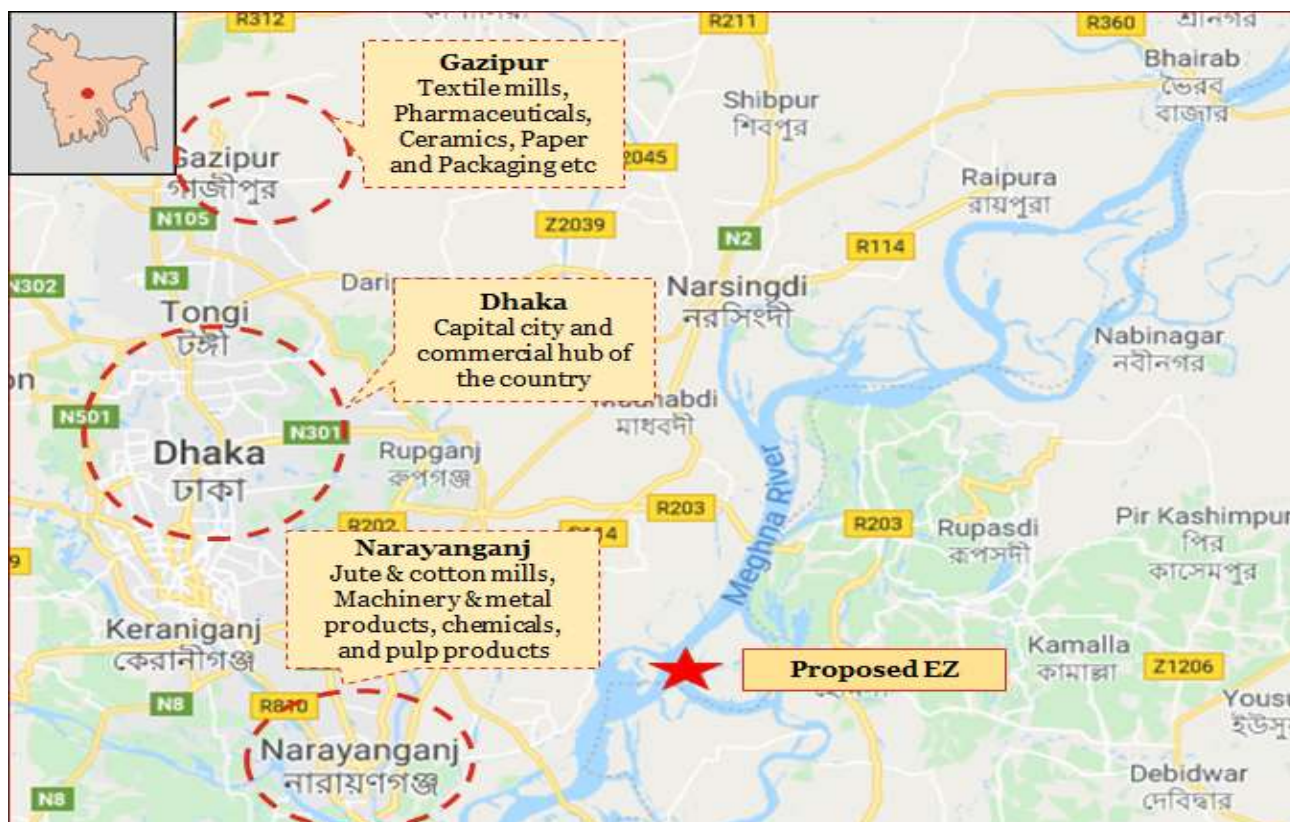 R312
R211
R360
Bhairab
ভৈরব
বাজার
Gazipur
Textile mills,
Pharmaceuticals,
Ceramics, Paper
and Packaging etc
Shibpur
শিবপুর
2045
Gazipur
গাজীপুর
Raipura
রায়পুরা
N105
Z2039
N2
R114
N302
N3
Narsingdi
নরসিংদী
Dhaka
Capital city and
commercial hub of
the country
Tongi
টঙ্গী
Nabinagar
নবীনগর
on
N501
N301
মাধবদী
Dhaka
ঢাকা
Rupganj
রুপগঞ্জ
Meghna River
R203
R203
R202
Rupasdi
রূপসদী
Pir Kashimpur
পির
কাসেমপুর
Narayanganj
Jute & cotton mills,
Machinery & metal
products, chemicals,
and pulp products
Keraniganj
কেরানীগঞ্জ
Proposed EZ
Kamalla
কামাল্লা
Z1206
N8
R810
Narayanganj
নারায়ণগঞ্জ
Debidwar
দেবিদ্বার
N8